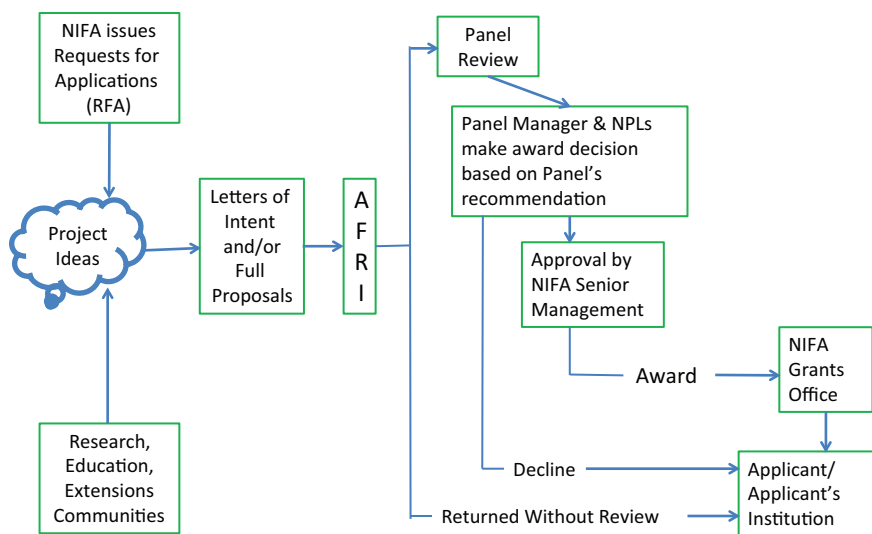 NIFA issues
Requests for
Applications
(RFA)
Project
Ideas
Research,
Education,
Extensions
Communities
Letters of
Intent
and/or
Full
Proposals
A
F
R
I
Panel
Review
Panel Manager & NPLs
make award decision
based on Panel's
recommendation
Approval by
NIFA Senior
Management
Award
NIFA
Grants
Office
Decline
Returned Without Review
Applicant/
Applicant's
Institution